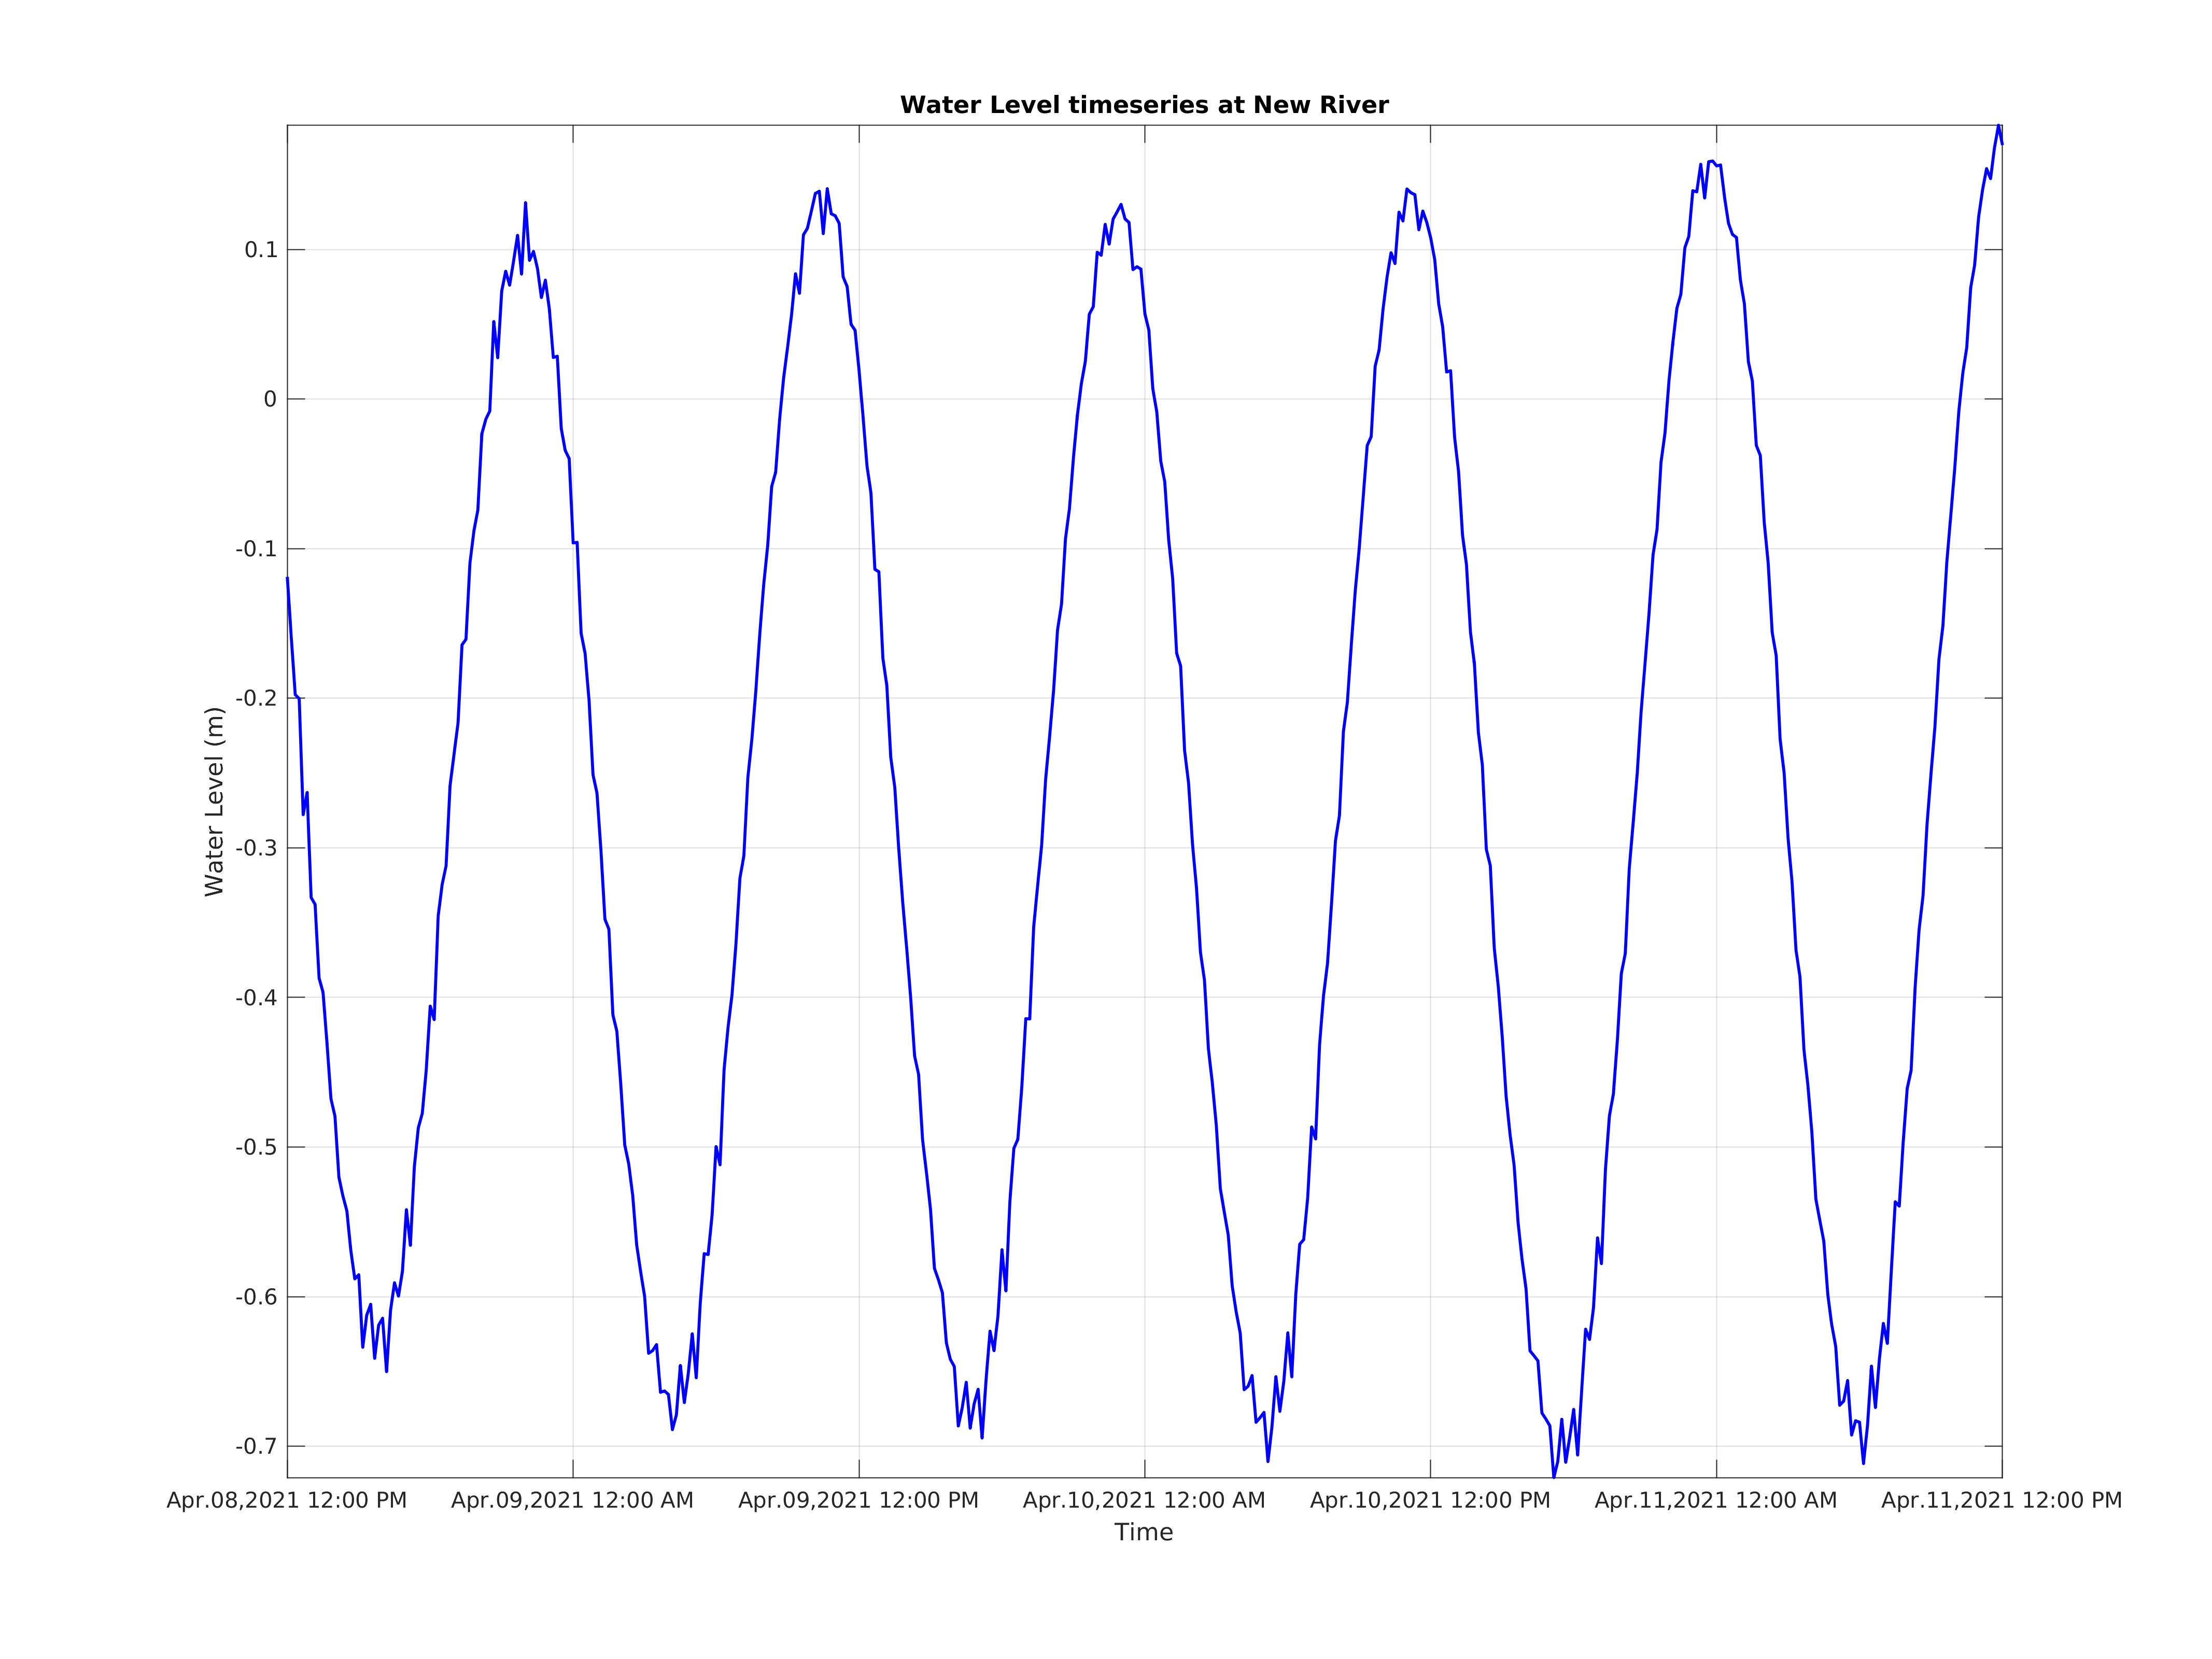 Water Level timeseries at New River
0.1
0
-0.1
-0.2
-0.3
-0.4
-0.5
-0.6
-0.7
Water Level (m)
Apr.08,2021 12:00 PM Apr.09,2021 12:00 AM Apr.09,2021 12:00 PM Apr.10,2021 12:00 AM Apr.10,2021 12:00 PM Apr.11,2021 12:00 AM Apr.11,2021 12:00 PM
Time